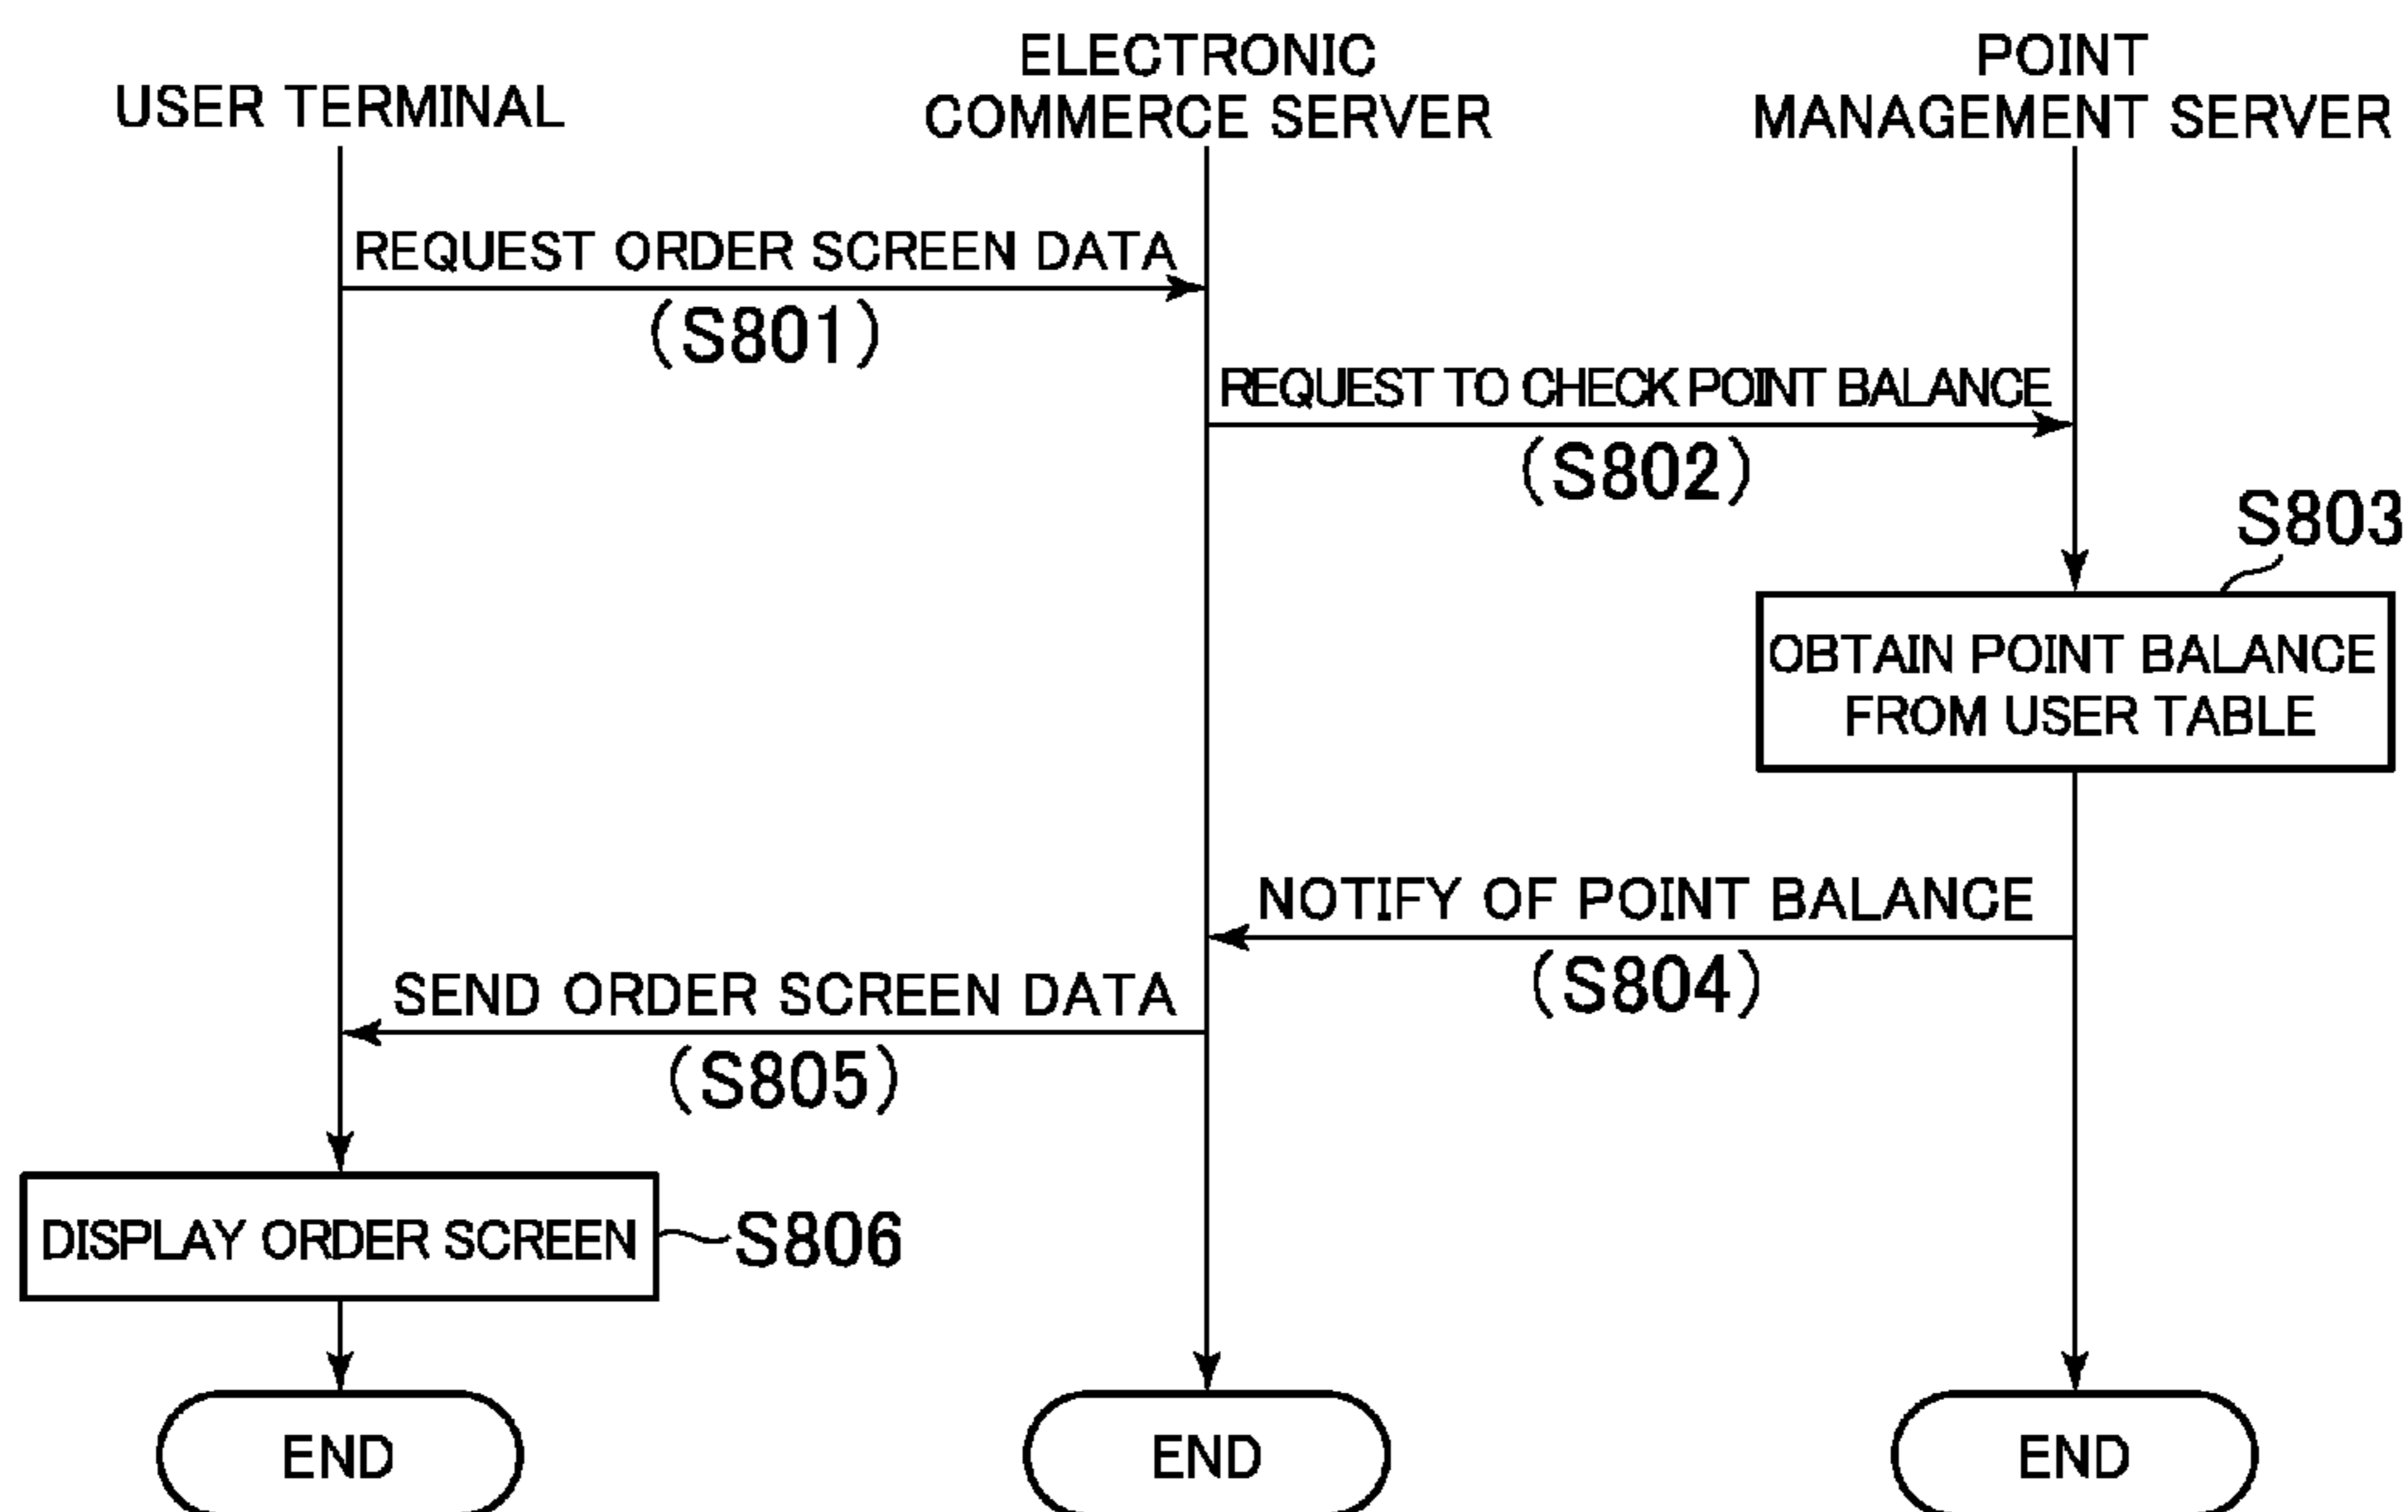 USER TERMINAL
ELECTRONIC
COMMERCE SERVER
POINT
MANAGEMENT SERVER
REQUEST ORDER SCREEN DATA
(S801)
REQUEST TO CHECK POINT BALANCE
(S802)
S803
OBTAIN POINT BALANCE
FROM USER TABLE
NOTIFY OF POINT BALANCE
(S804)
SEND ORDER SCREEN DATA
(S805)
DISPLAY ORDER SCREEN
S806
END
END
END